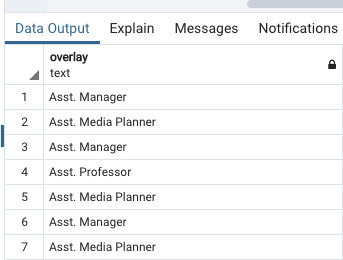 Data Output Explain Messages Notifications
overlay
text
1 Asst. Manager
2 Asst. Media Planner
3 Asst. Manager
4 Asst. Professor
5 Asst. Media Planner
6 Asst. Manager
7 Asst. Media Planner